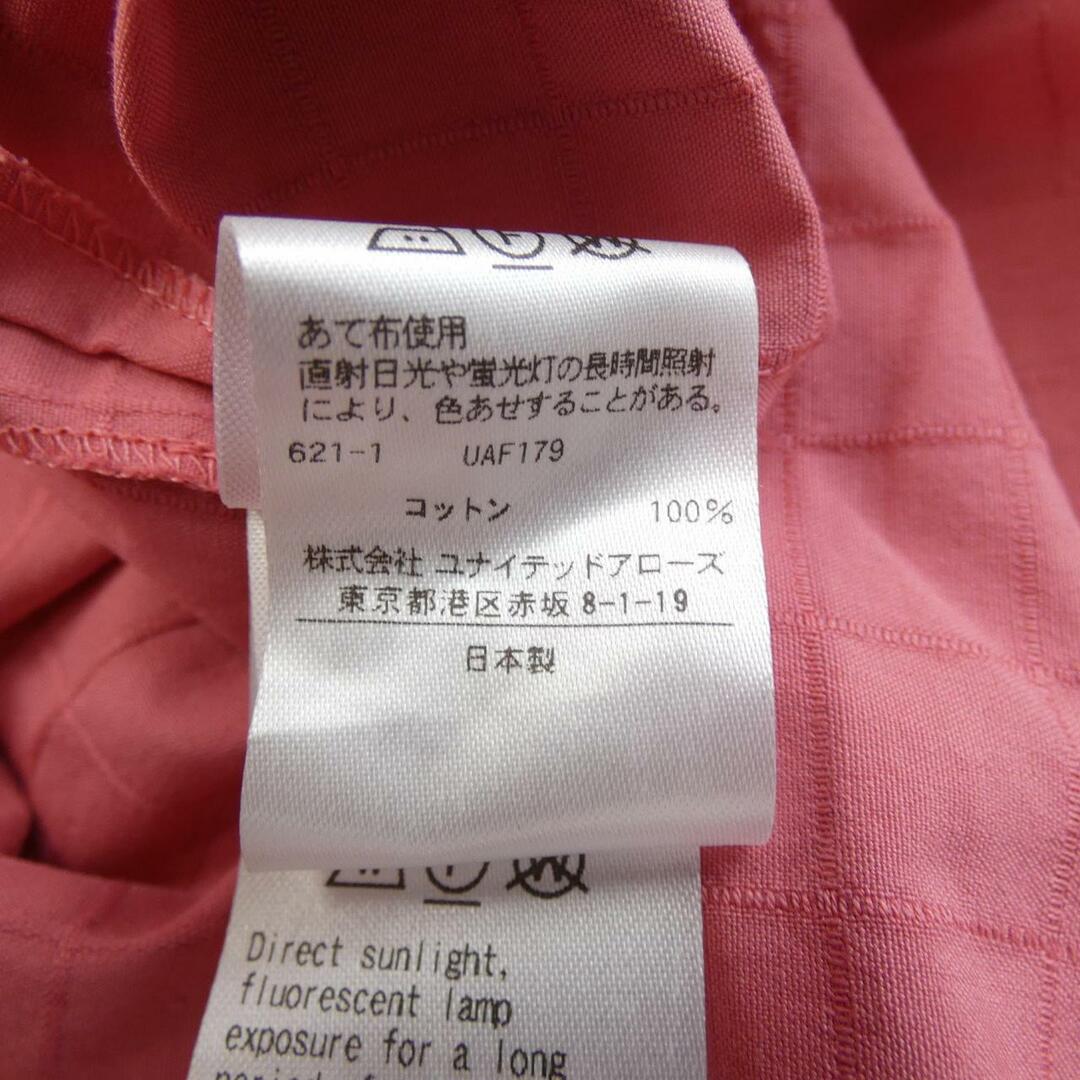 あて布使用
直射日光や蛍光灯の長時間照射
により、色あせすることがある。
621-1 UAF179
コットン 100%
株式会社 ユナイテッドアローズ
東京都港区赤坂 8-1-19
日本製
Direct sunlight,
fluorescent lamp
exposure for a long